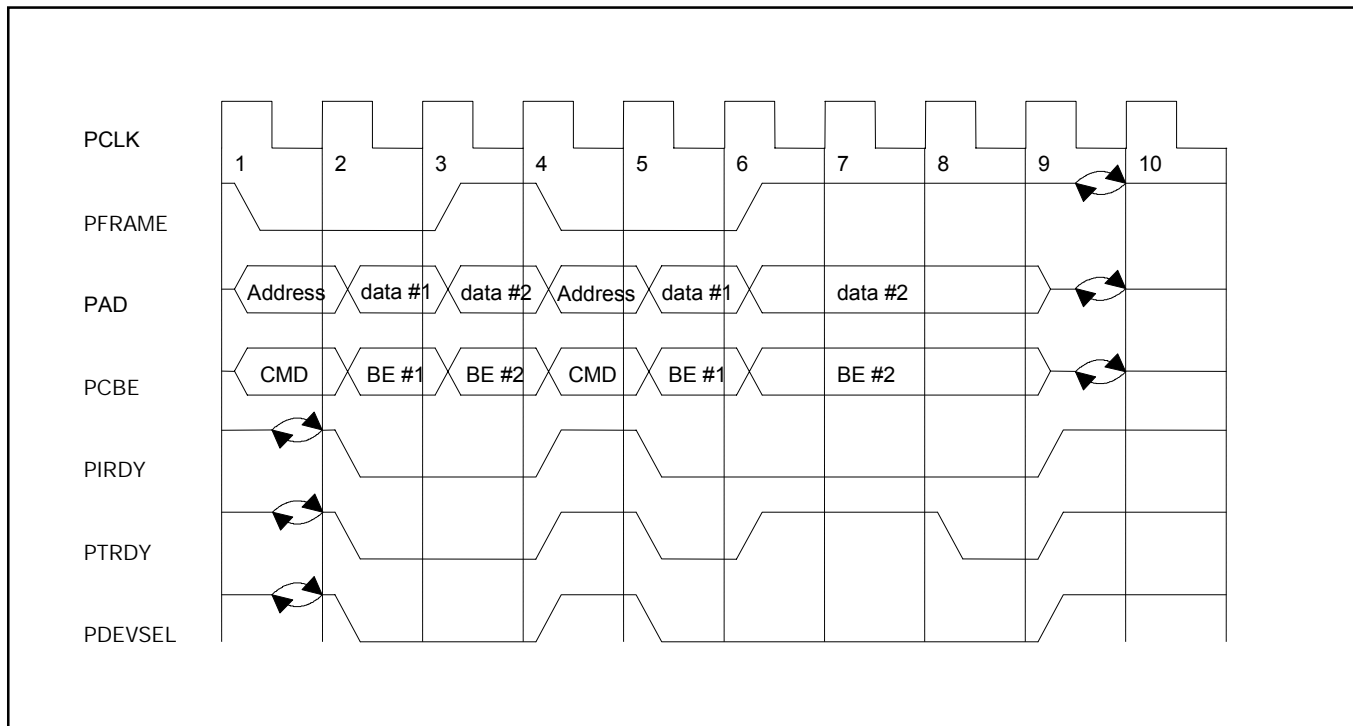 PCLK
1 2 3 4 5 6 7 8 9 10
PFRAME
PAD
Address data #1 data #2 Address data #1 data #2
PCBE
CMD BE #1 BE #2 CMD BE #1 BE #2
PIRDY
PTRDY
PDEVSEL